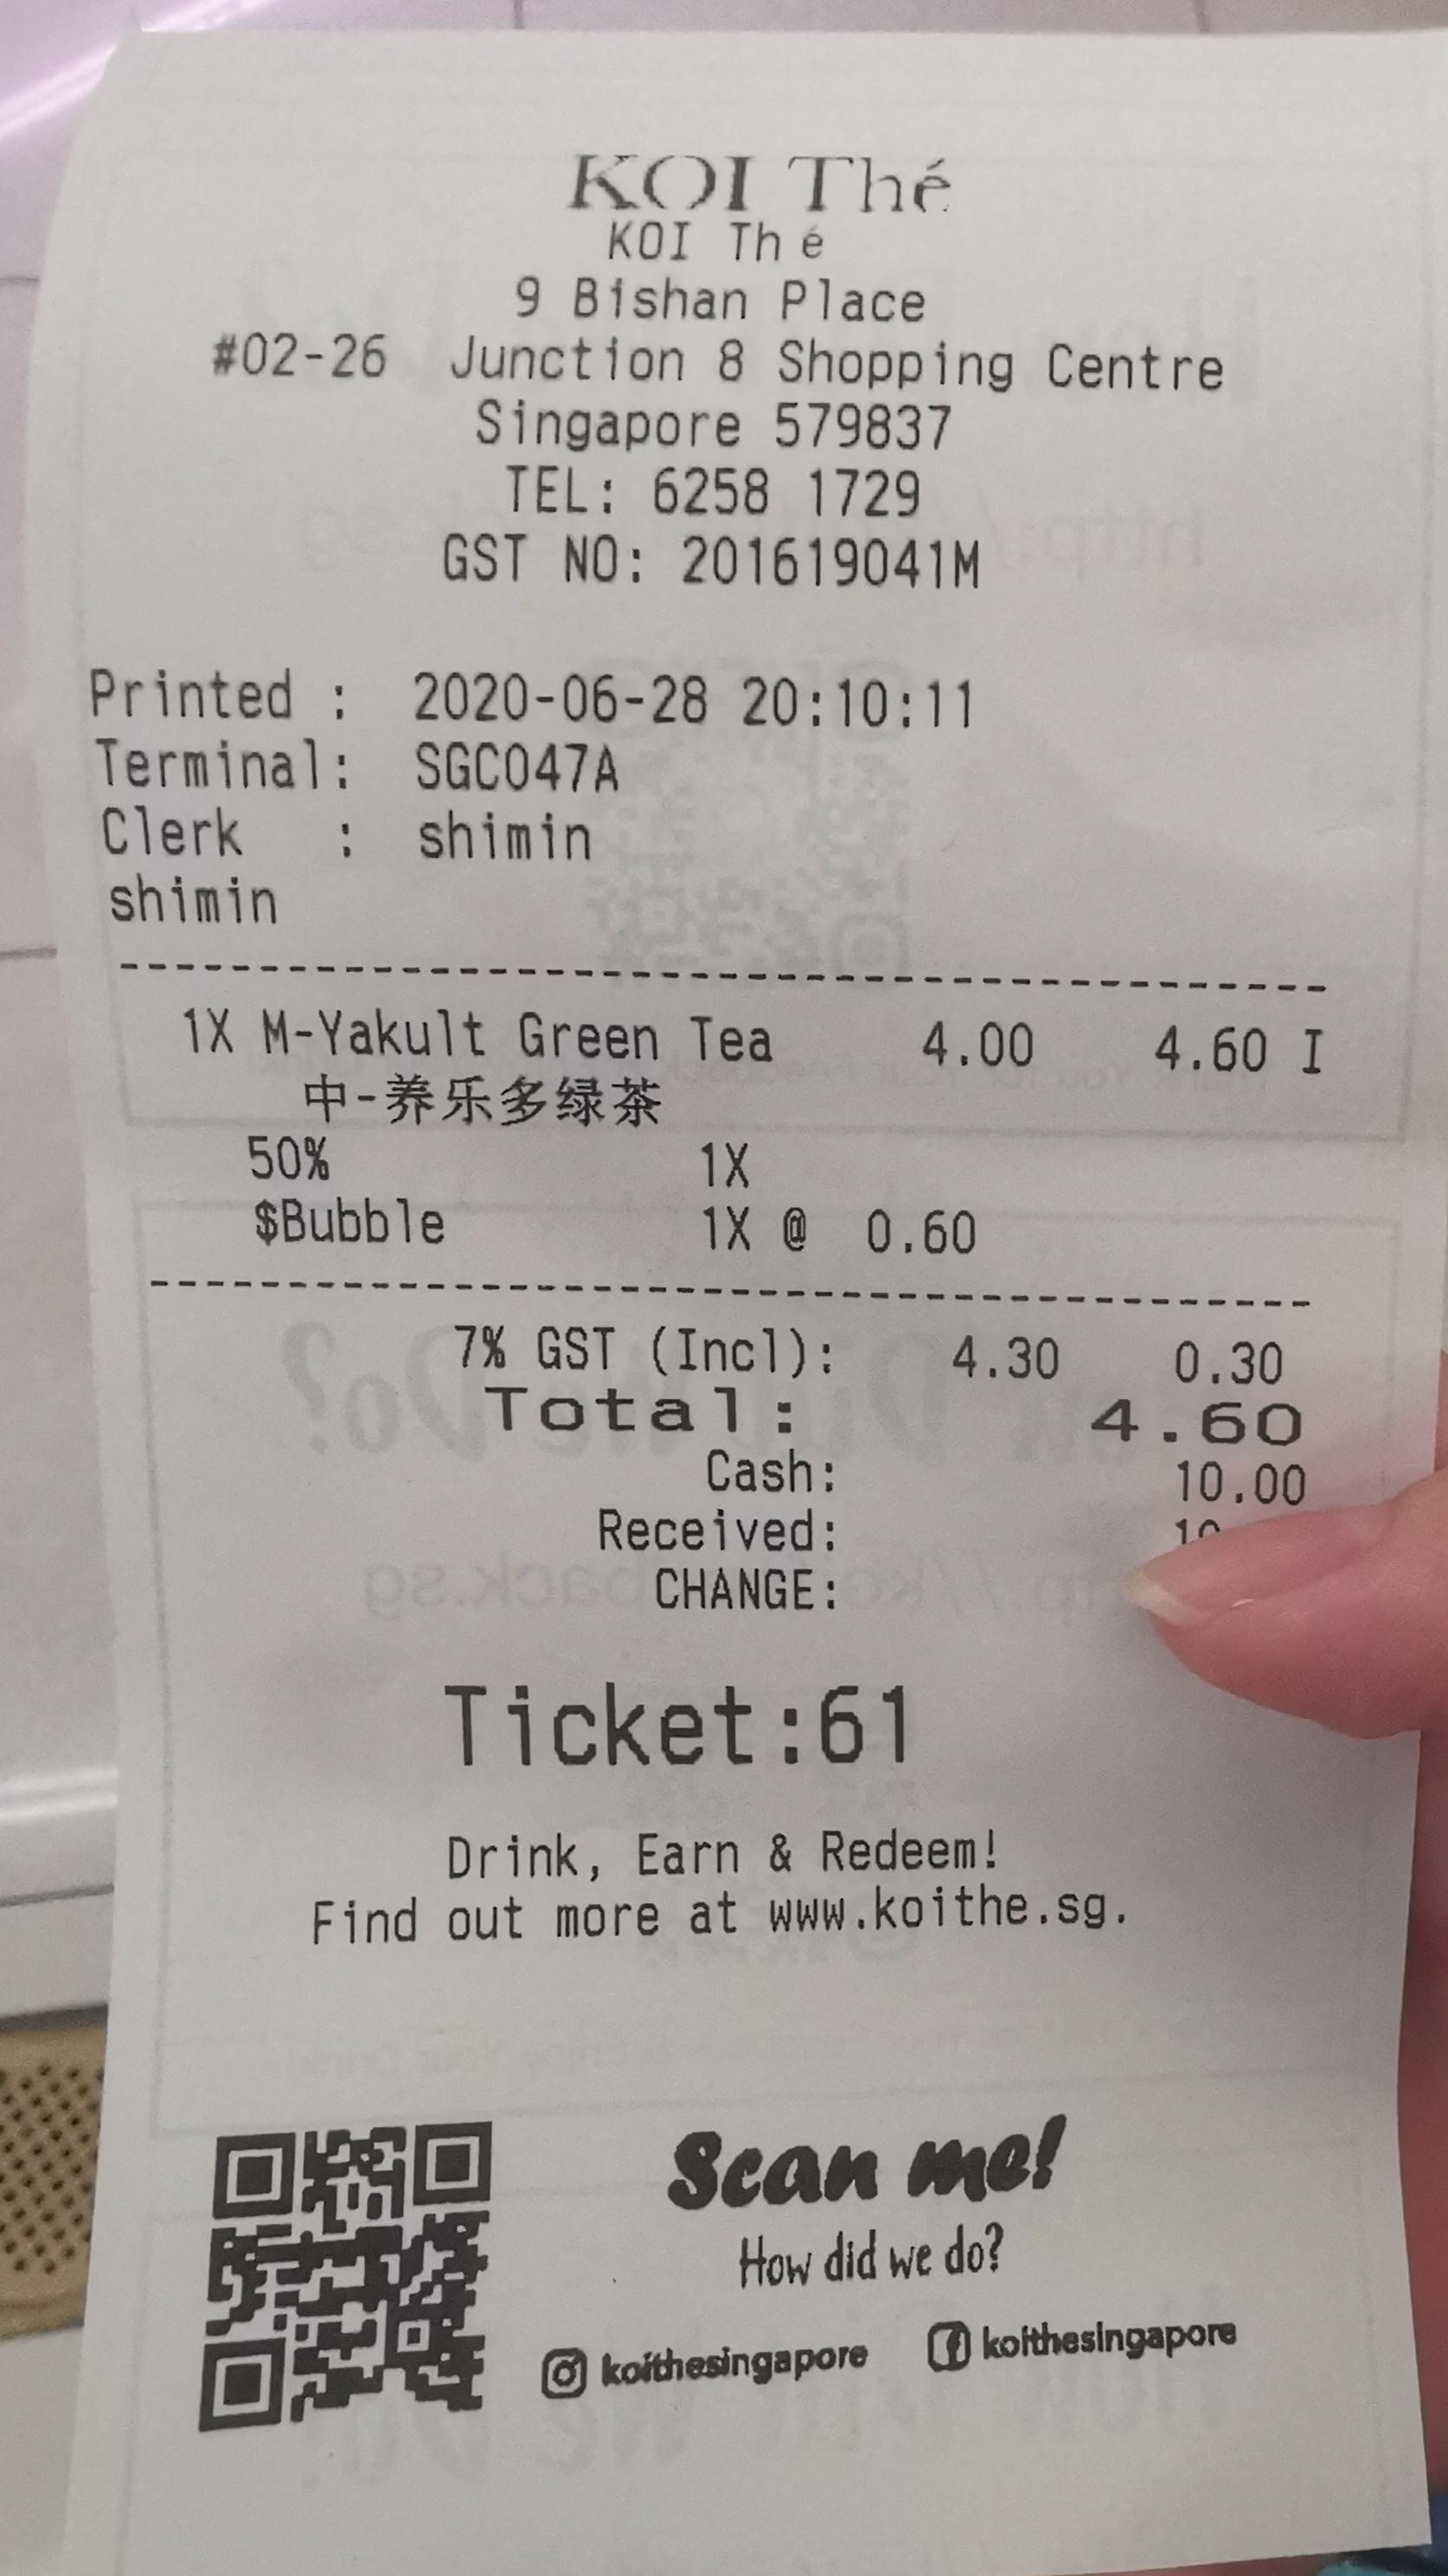 KOI Thé
KOI Thé
9 Bishan Place
#02-26 Junction 8 Shopping Centre
Singapore 579837
TEL: 6258 1729
GST NO: 201619041M
Printed : 2020-06-28 20:10:11
Terminal: SGC047A
Clerk : shimin
shimin
1X M-Yakult Green Tea 4.00 4.60 I
中-养乐多绿茶
50% 1X
$Bubble 1X @ 0.60
7% GST (Incl): 4.30 0.30
Total: 4.60
Cash: 10.00
Received:
CHANGE:
Ticket:61
Drink, Earn & Redeem!
Find out more at www.koithe.sg.
Scan me!
How did we do?
koithesingapore koithesingapore